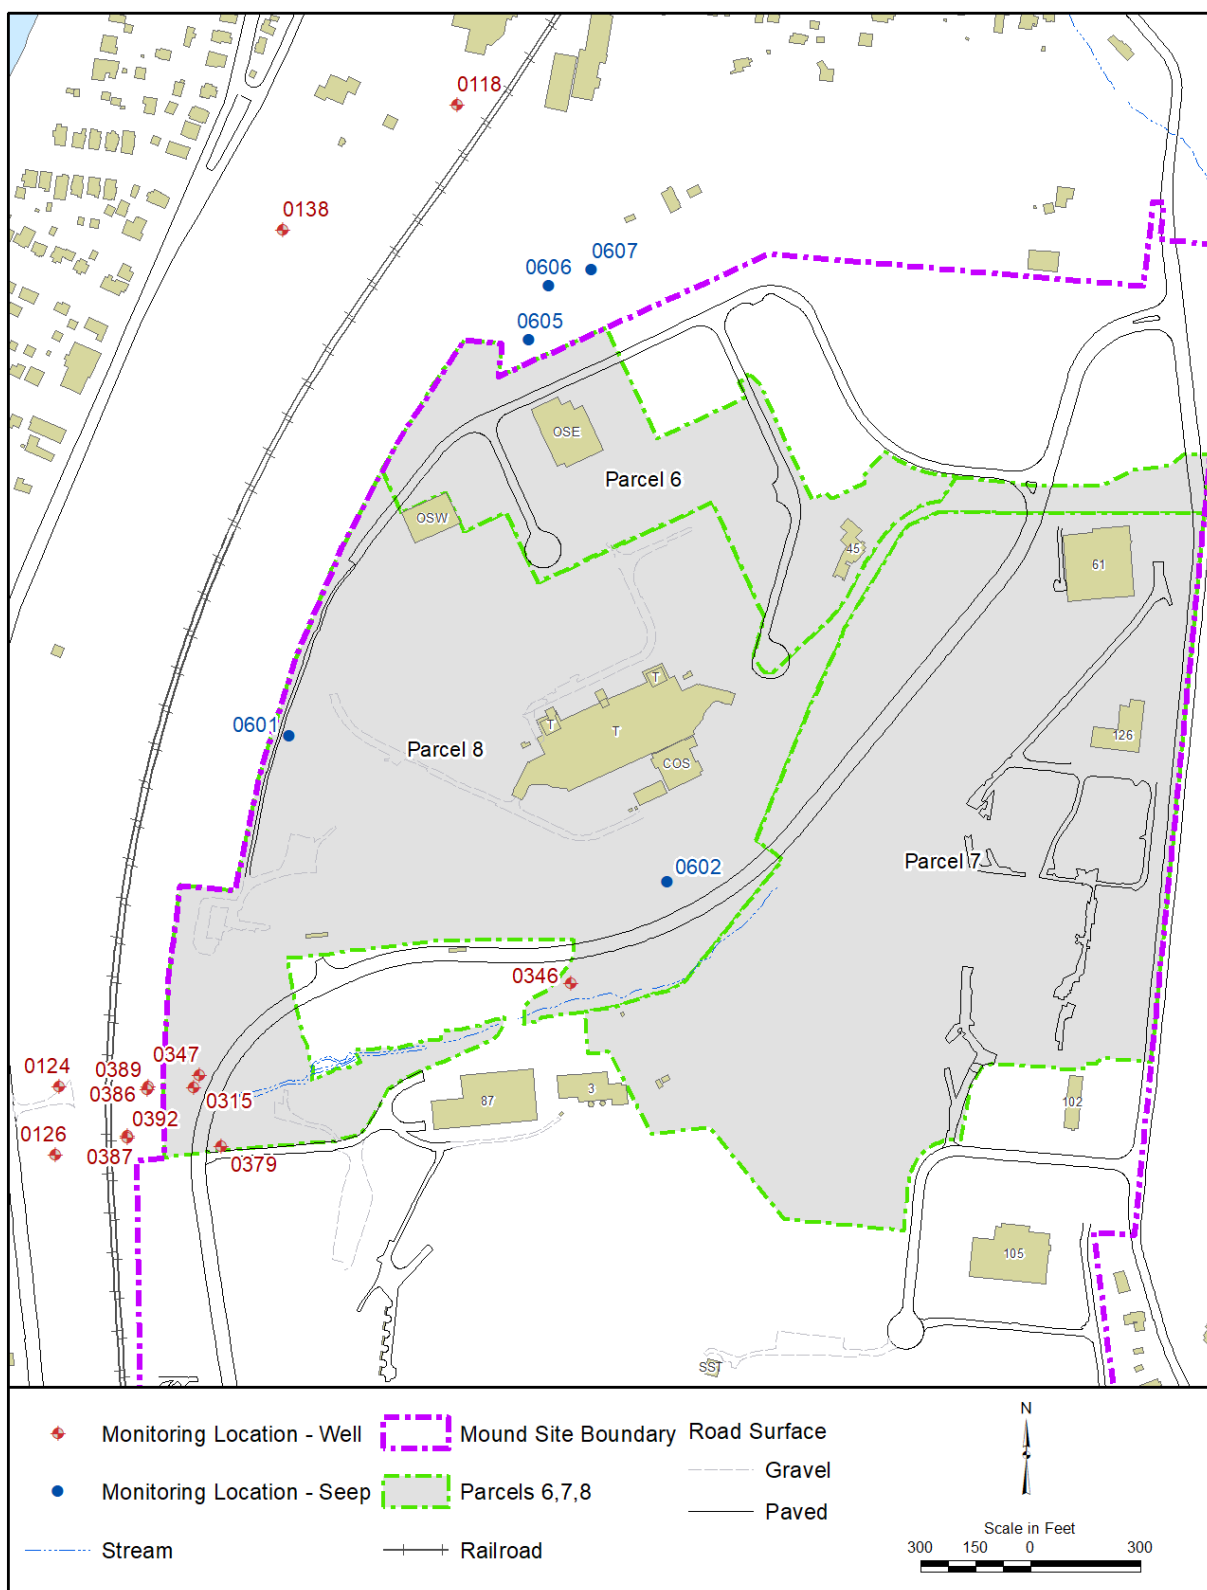 0118
0138
0607
0606
0605
OSE
Parcel 6
OSW
45
61
T
0601
T
T
126
Parcel 8
COS
Parcel 7
0602
0346
0347
0124
0389
0386
0315
87
3
102
0392
0126
0387
0379
105
SST
Monitoring Location - Well
Mound Site Boundary
Road Surface
N
Gravel
Monitoring Location - Seep
Parcels 6,7,8
Paved
Scale in Feet
Stream
Railroad
300 150 0 300